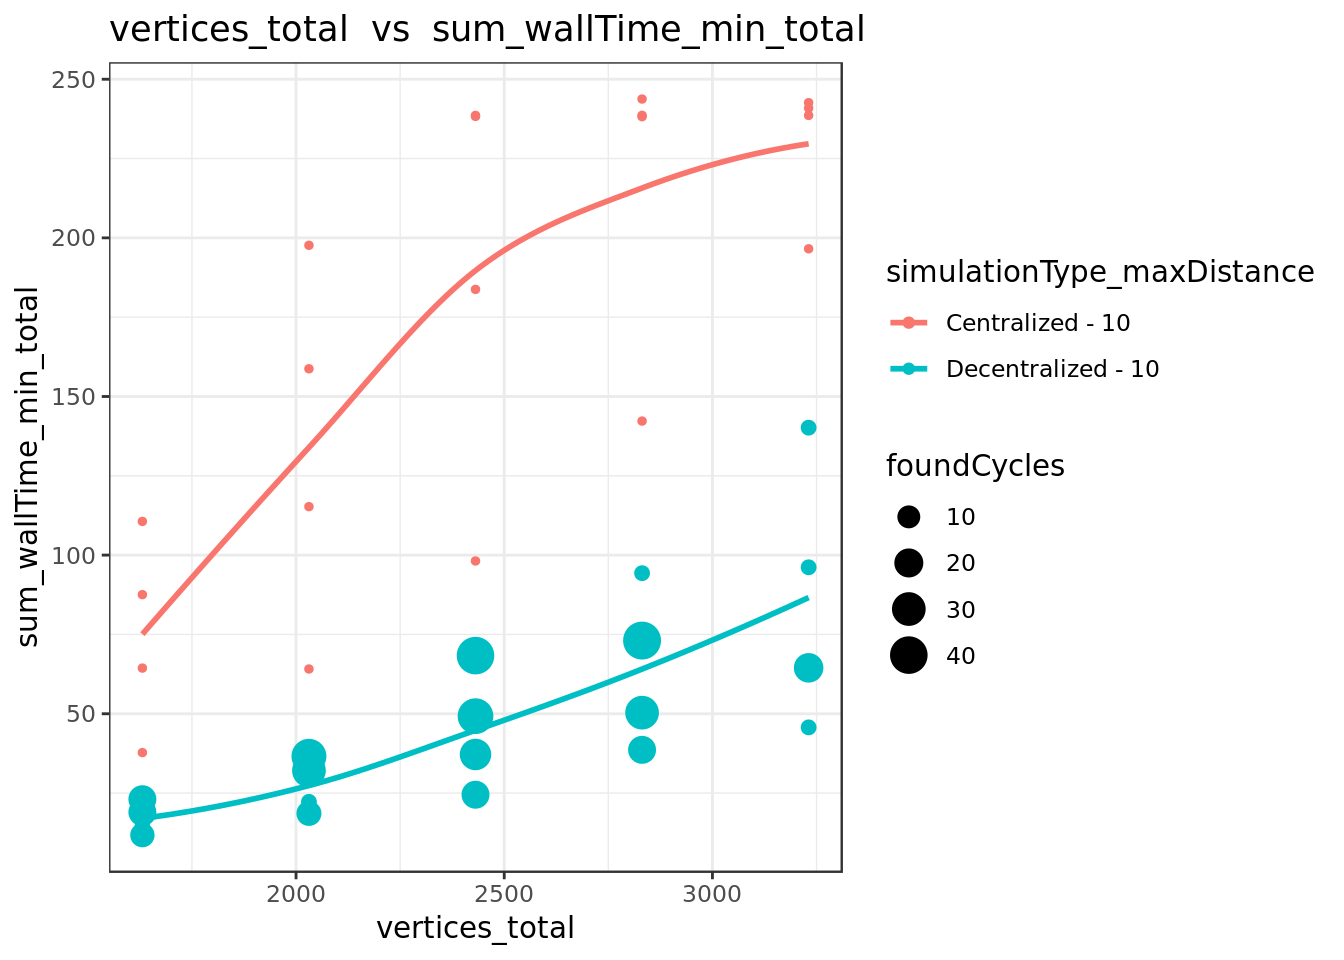 vertices_total vs sum_wallTime_min_total
250
200
150
100
50
sum_wallTime_min_total
2000 2500 3000
vertices_total
simulationType_maxDistance
Centralized - 10
Decentralized - 10
foundCycles
10
20
30
40